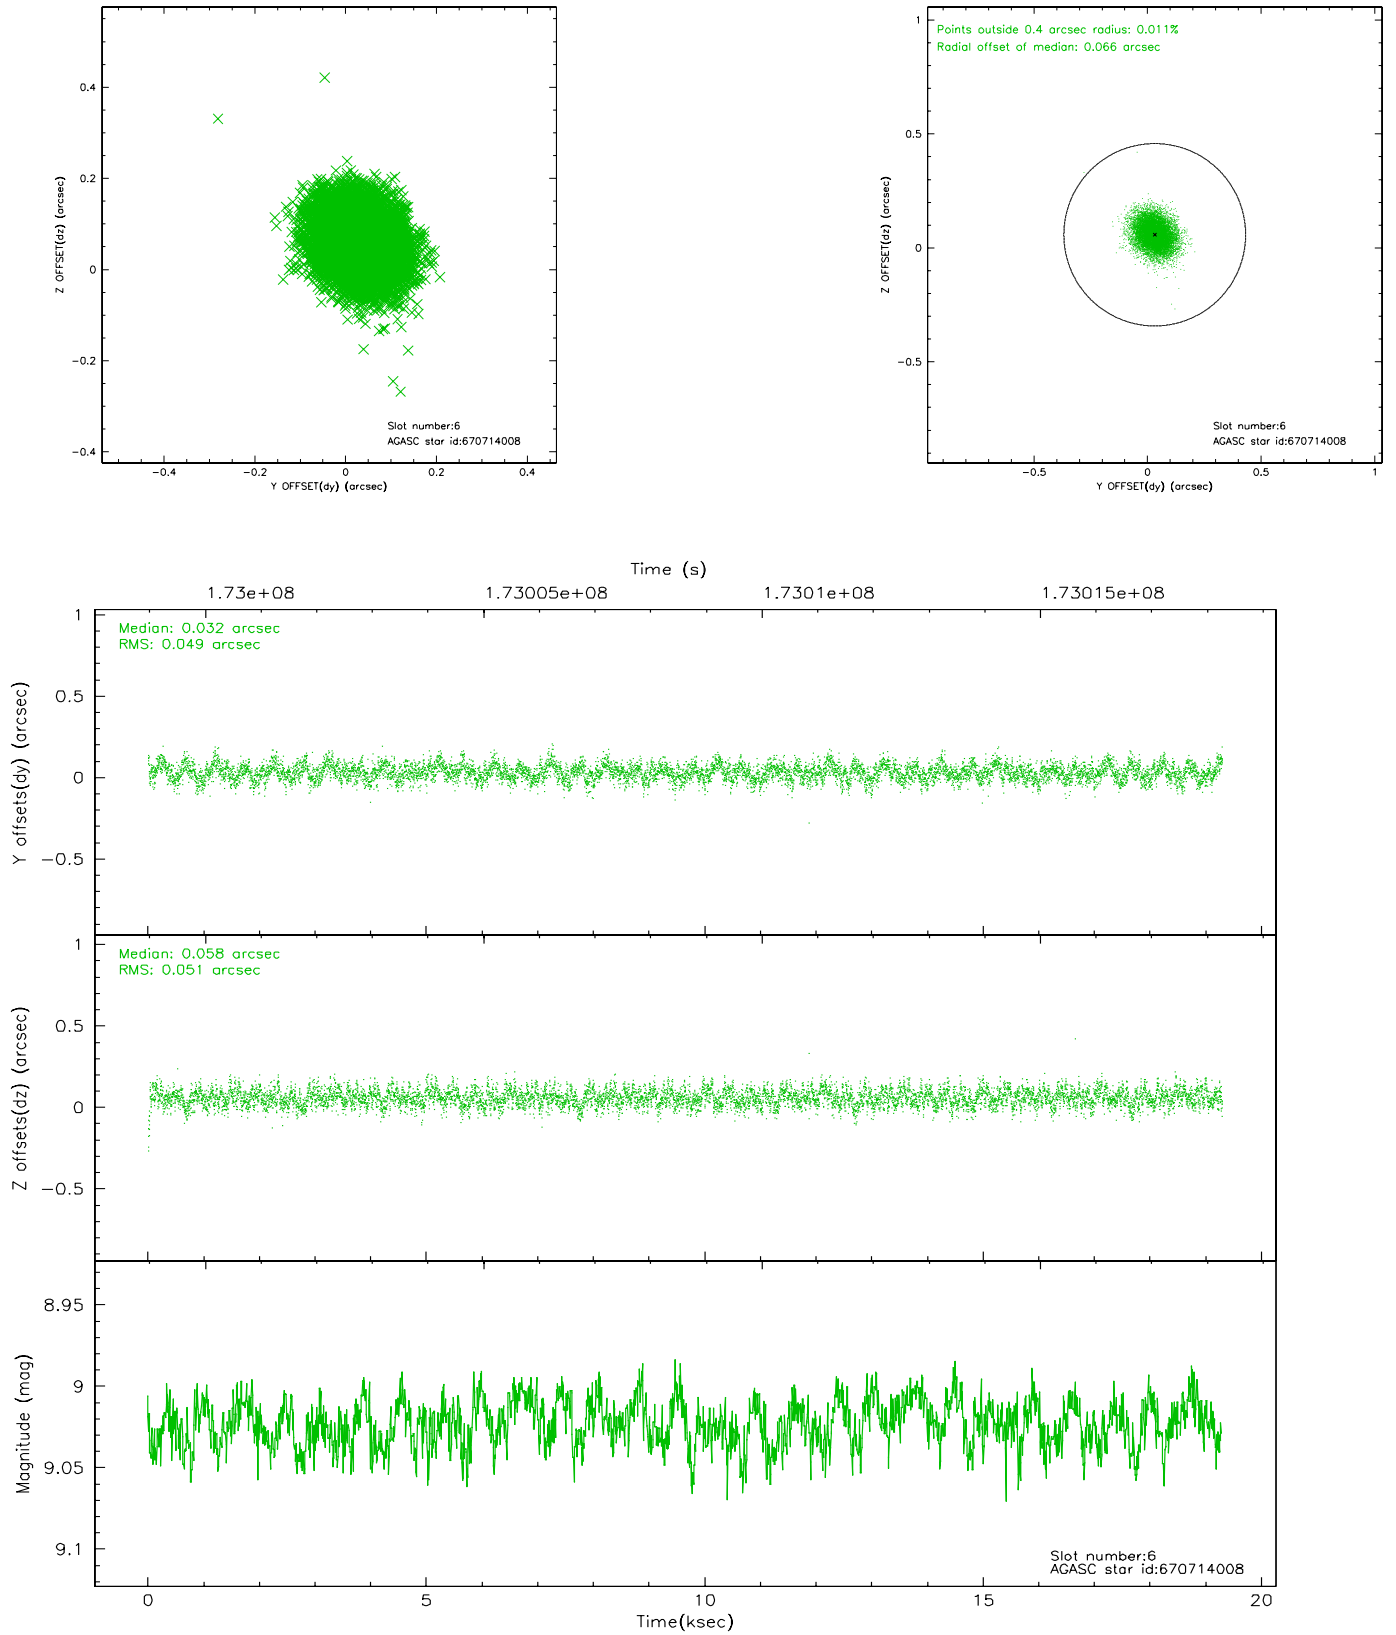 0.4
0.2
0
−0.2
−0.4
Z OFFSET(dz) (arcsec)
−0.4
−0.2
0
0.2
0.4
Y OFFSET(dy) (arcsec)
Slot number:6
AGASC star id:670714008
Points outside 0.4 arcsec radius: 0.011%
Radial offset of median: 0.066 arcsec
1
0.5
0
−0.5
Z OFFSET(dz) (arcsec)
−0.5
0
0.5
1
Y OFFSET(dy) (arcsec)
Slot number:6
AGASC star id:670714008
Time (s)
1.73e+08
1.73005e+08
1.7301e+08
1.73015e+08
Median: 0.032 arcsec
RMS: 0.049 arcsec
1
0.5
0
−0.5
Y offsets(dy) (arcsec)
Median: 0.058 arcsec
RMS: 0.051 arcsec
1
0.5
0
−0.5
Z offsets(dz) (arcsec)
8.95
9
9.05
9.1
Magnitude (mag)
Slot number:6
AGASC star id:670714008
0
5
10
15
20
Time(ksec)